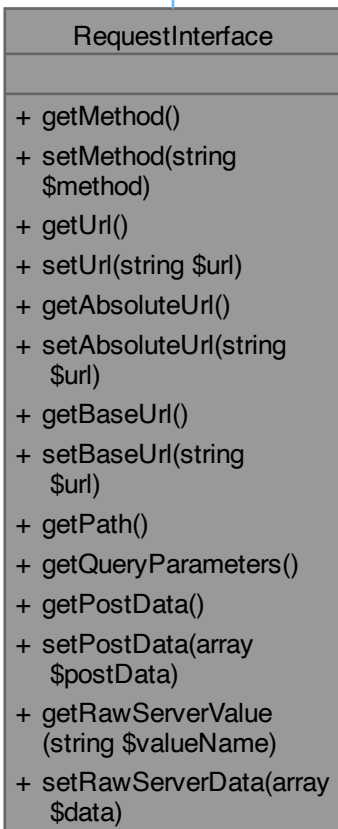 RequestInterface
+ getMethod()
+ setMethod(string
$method)
+ getUrl()
+ setUrl(string $url)
+ getAbsoluteUrl()
+ setAbsoluteUrl(string
$url)
+ getBaseUrl()
+ setBaseUrl(string
$url)
+ getPath()
+ getQueryParameters()
+ getPostData()
+ setPostData(array
$postData)
+ getRawServerValue
(string $valueName)
+ setRawServerData(array
$data)